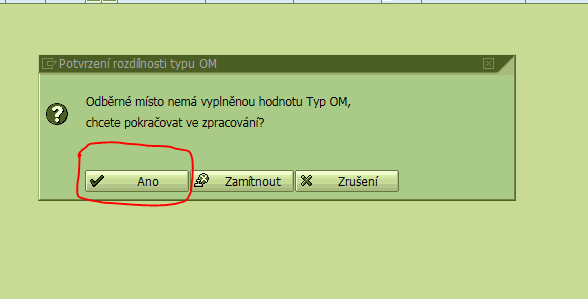 Potvrzení rozdílnosti typu OM
Odběrné místo nemá vyplněnou hodnotu Typ OM,
chcete pokračovat ve zpracování?
Ano
Zamítnout
Zrušení